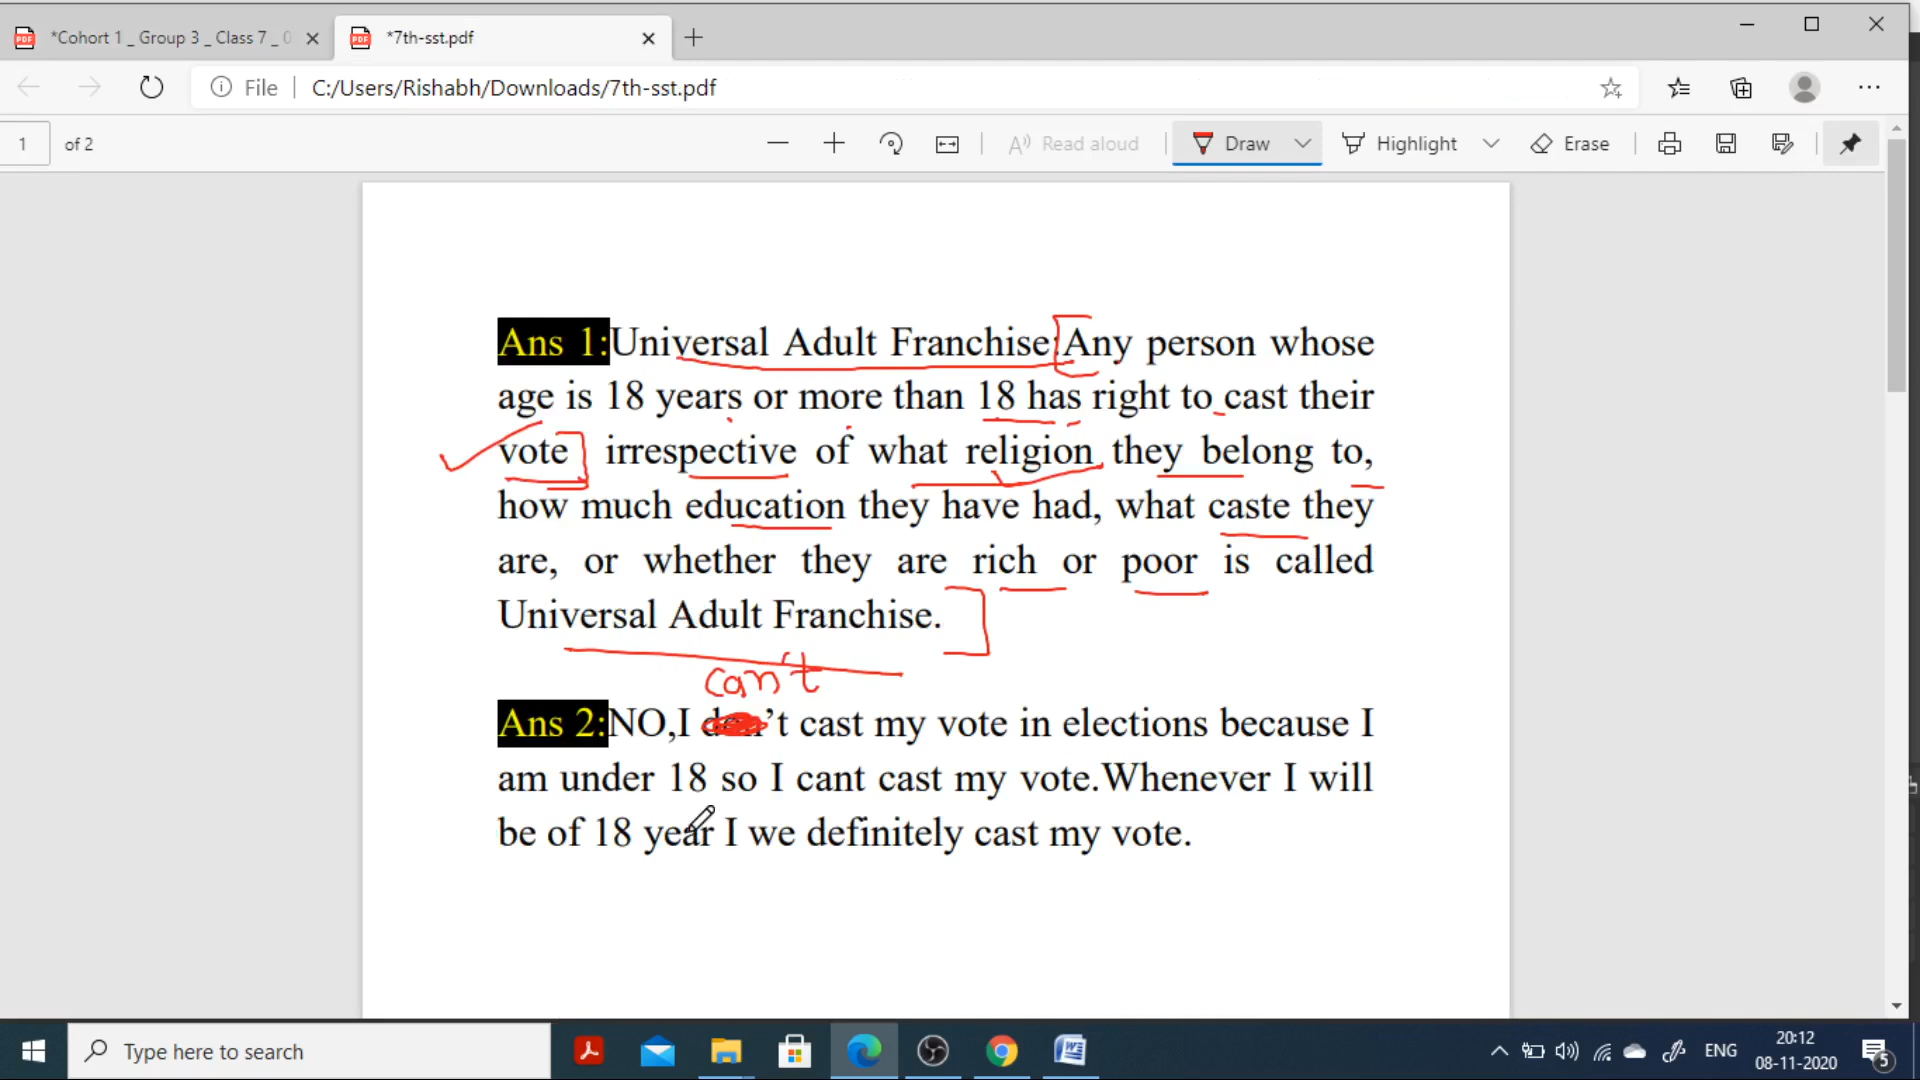 *Cohort 1 _ Group 3 _ Class 7 _ 0
*7th-sst.pdf
File
C:/Users/Rishabh/Downloads/7th-sst.pdf
1 of 2
Read aloud
Draw
Highlight
Erase
Ans 1:Universal Adult Franchise:Any person whose
age is 18 years or more than 18 has right to cast their
vote irrespective of what religion they belong to,
how much education they have had, what caste they
are, or whether they are rich or poor is called
Universal Adult Franchise.
can't
Ans 2:NO,I 't cast my vote in elections because I
am under 18 so I cant cast my vote.Whenever I will
be of 18 year I we definitely cast my vote.
Type here to search
ENG
20:12
08-11-2020
5